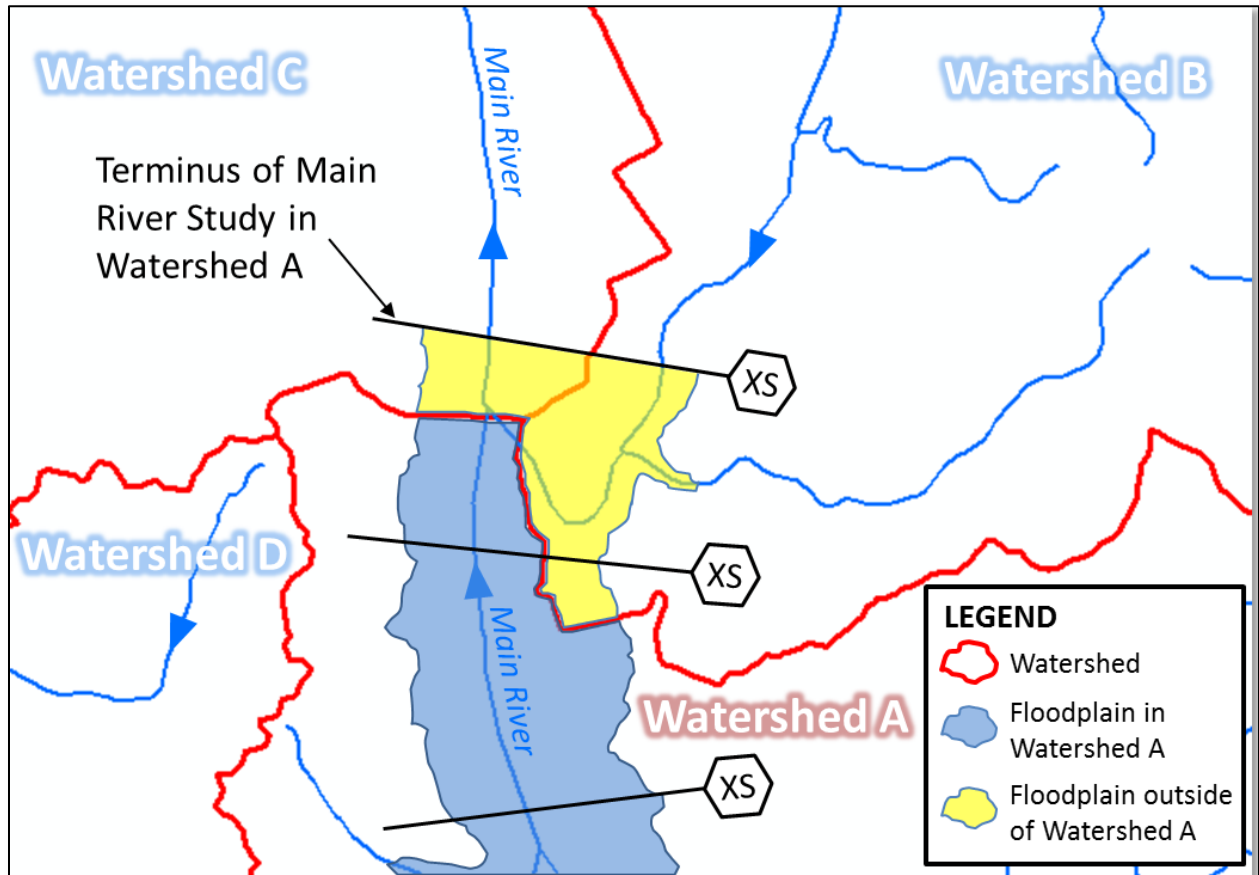 Watershed C
Main River
Watershed B
Terminus of Main
River Study in
Watershed A
XS
Watershed D
XS
Main River
Watershed A
XS
LEGEND
Watershed
Floodplain in
Watershed A
Floodplain outside
of Watershed A